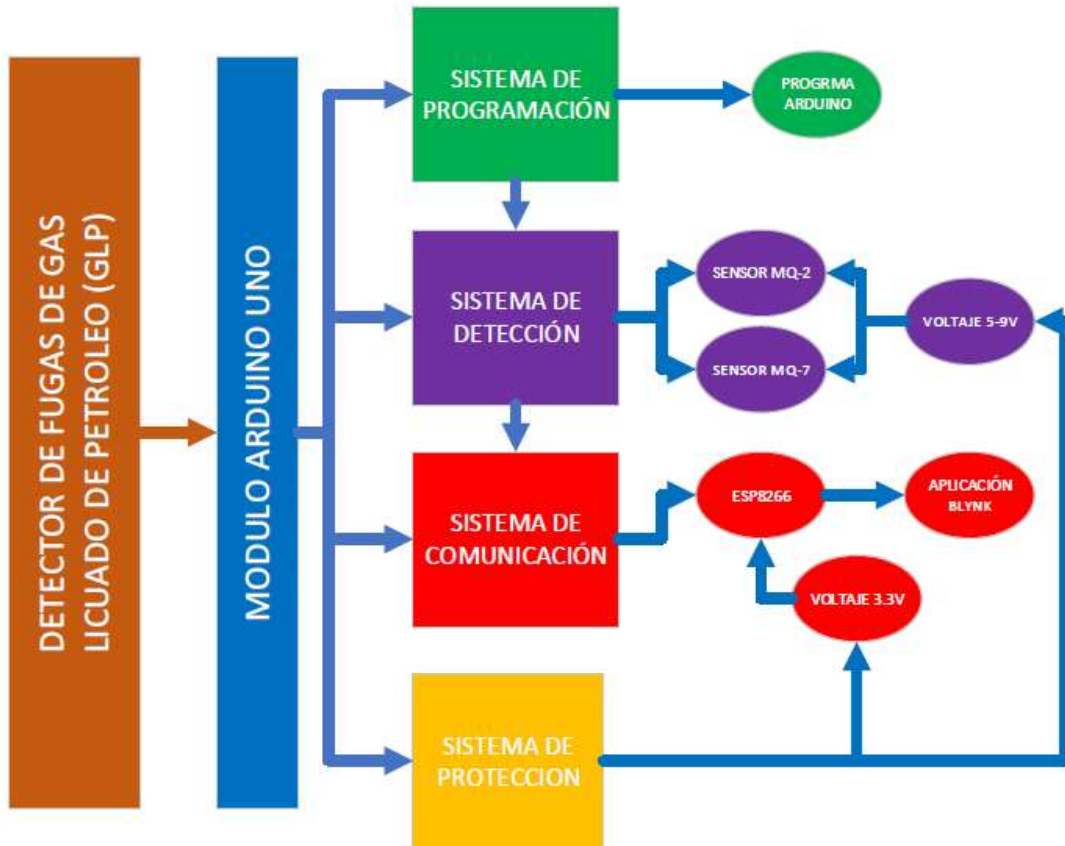 DETECTOR DE FUGAS DE GAS
LICUADO DE PETROLEO (GLP)
MODULO ARDUINO UNO
SISTEMA DE
PROGRAMACIÓN
PROGRMA
ARDUINO
SISTEMA DE
DETECCIÓN
SENSOR MQ-2
SENSOR MQ-7
VOLTAJE 5-9V
SISTEMA DE
COMUNICACIÓN
ESP8266
APLICACIÓN
BLYNK
VOLTAJE 3.3V
SISTEMA DE
PROTECCION